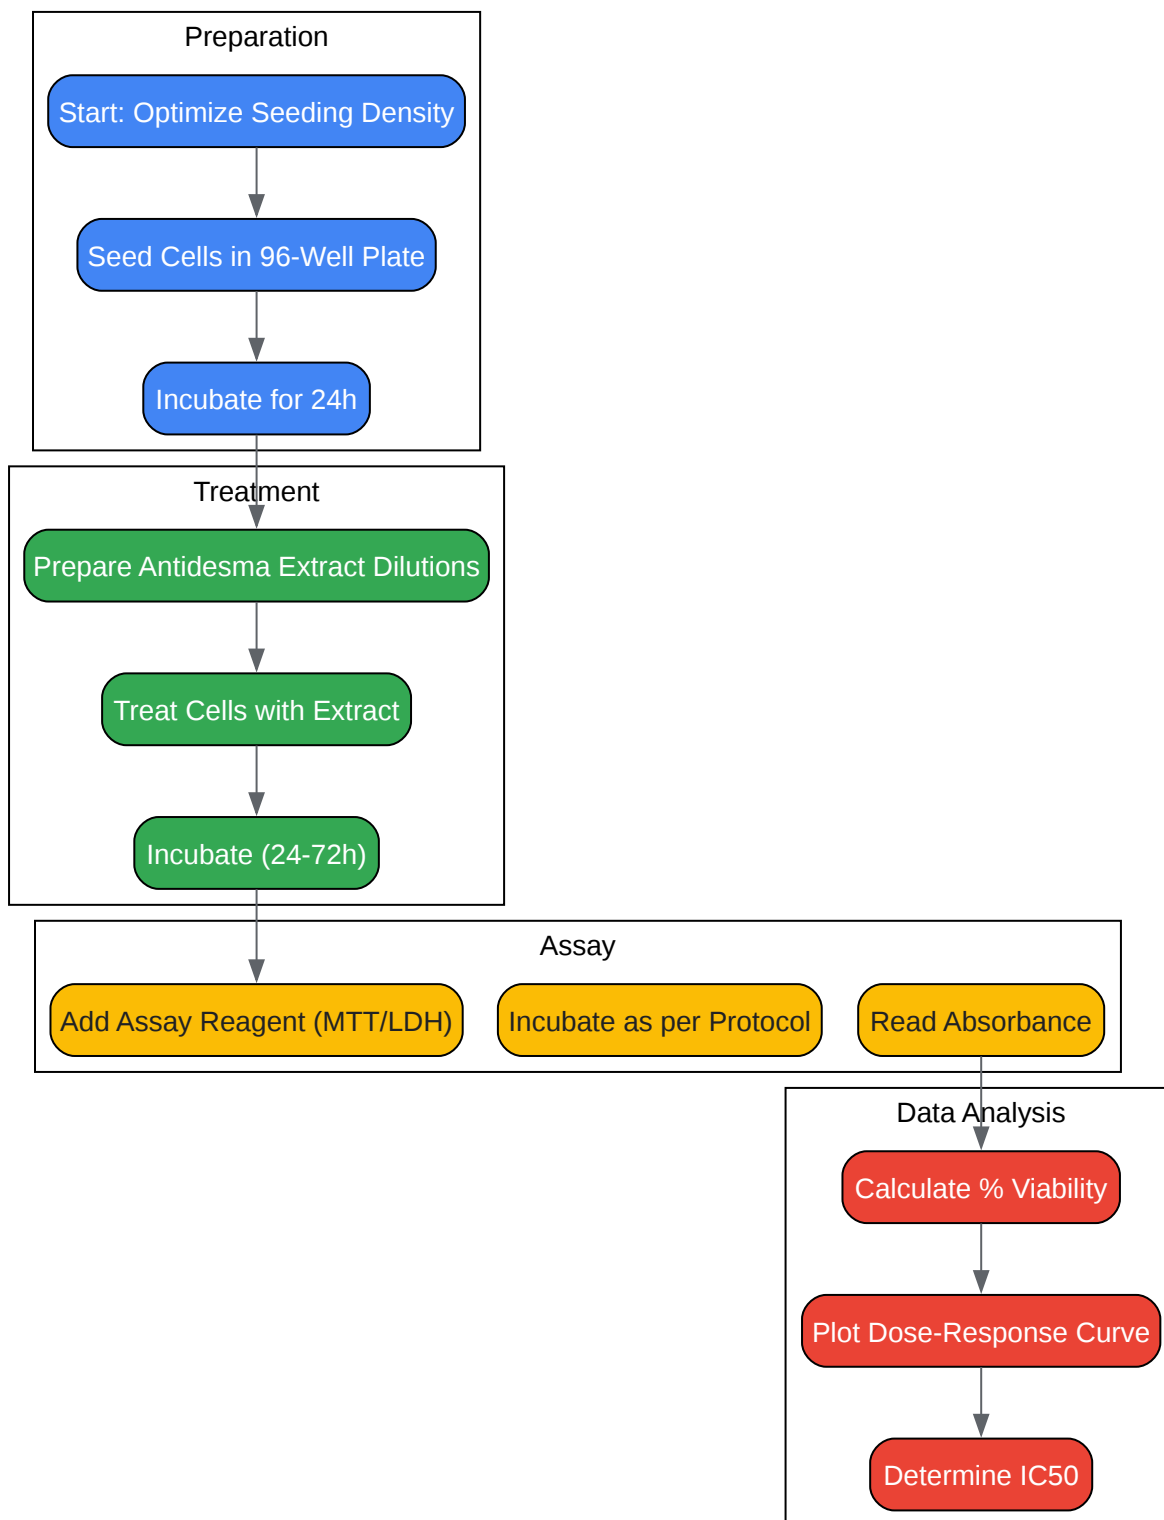 Preparation
Start: Optimize Seeding Density
Seed Cells in 96-Well Plate
Incubate for 24h
Treatment
Prepare Antidesma Extract Dilutions
Treat Cells with Extract
Incubate (24-72h)
Assay
Add Assay Reagent (MTT/LDH)
Incubate as per Protocol
Read Absorbance
Data Analysis
Calculate % Viability
Plot Dose-Response Curve
Determine IC50